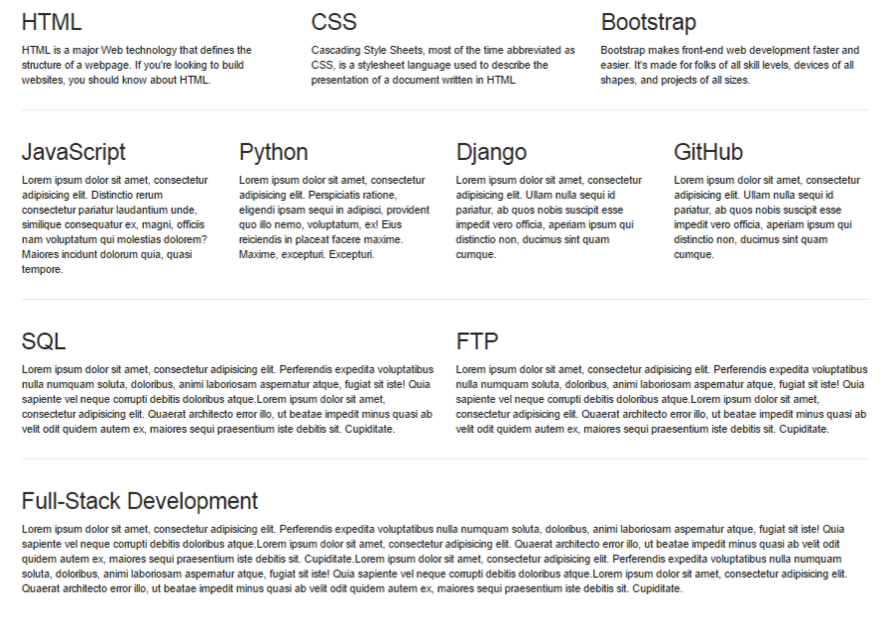 HTML
HTML is a major Web technology that defines the
structure of a webpage. If you're looking to build
websites, you should know about HTML.
CSS
Cascading Style Sheets, most of the time abbreviated as
CSS, is a stylesheet language used to describe the
presentation of a document written in HTML
Bootstrap
Bootstrap makes front-end web development faster and
easier. It's made for folks of all skill levels, devices of all
shapes, and projects of all sizes.
JavaScript
Lorem ipsum dolor sit amet, consectetur
adipisicing elit. Distinctio rerum
consectetur pariatur laudantium unde,
similique consequatur ex, magni, officiis
nam voluptatum qui molestias dolorem?
Maiores incidunt dolorum quia, quasi
tempore.
Python
Lorem ipsum dolor sit amet, consectetur
adipisicing elit. Perspiciatis ratione,
eligendi ipsam sequi in adipisci, provident
quo illo nemo, voluptatum, ex! Eius
reiciendis in placeat facere maxime.
Maxime, excepturi. Excepturi.
Django
Lorem ipsum dolor sit amet, consectetur
adipisicing elit. Ullam nulla sequi id
pariatur, ab quos nobis suscipit esse
impedit vero officia, aperiam ipsum qui
distinctio non, ducimus sint quam
cumque.
GitHub
Lorem ipsum dolor sit amet, consectetur
adipisicing elit. Ullam nulla sequi id
pariatur, ab quos nobis suscipit esse
impedit vero officia, aperiam ipsum qui
distinctio non, ducimus sint quam
cumque.
SQL
Lorem ipsum dolor sit amet, consectetur adipisicing elit. Perferendis expedita voluptatibus
nulla numquam soluta, doloribus, animi laboriosam aspernatur atque, fugiat sit iste! Quia
sapiente vel neque corrupti debitis doloribus atque.Lorem ipsum dolor sit amet,
consectetur adipisicing elit. Quaerat architecto error illo, ut beatae impedit minus quasi ab
velit odit quidem autem ex, maiores sequi praesentium iste debitis sit. Cupiditate.
FTP
Lorem ipsum dolor sit amet, consectetur adipisicing elit. Perferendis expedita voluptatibus
nulla numquam soluta, doloribus, animi laboriosam aspernatur atque, fugiat sit iste! Quia
sapiente vel neque corrupti debitis doloribus atque.Lorem ipsum dolor sit amet,
consectetur adipisicing elit. Quaerat architecto error illo, ut beatae impedit minus quasi ab
velit odit quidem autem ex, maiores sequi praesentium iste debitis sit. Cupiditate.
Full-Stack Development
Lorem ipsum dolor sit amet, consectetur adipisicing elit. Perferendis expedita voluptatibus nulla numquam soluta, doloribus, animi laboriosam aspernatur atque, fugiat sit iste! Quia
sapiente vel neque corrupti debitis doloribus atque.Lorem ipsum dolor sit amet, consectetur adipisicing elit. Quaerat architecto error illo, ut beatae impedit minus quasi ab velit odit
quidem autem ex, maiores sequi praesentium iste debitis sit. Cupiditate.Lorem ipsum dolor sit amet, consectetur adipisicing elit. Perferendis expedita voluptatibus nulla numquam
soluta, doloribus, animi laboriosam aspernatur atque, fugiat sit iste! Quia sapiente vel neque corrupti debitis doloribus atque.Lorem ipsum dolor sit amet, consectetur adipisicing elit.
Quaerat architecto error illo, ut beatae impedit minus quasi ab velit odit quidem autem ex, maiores sequi praesentium iste debitis sit. Cupiditate.